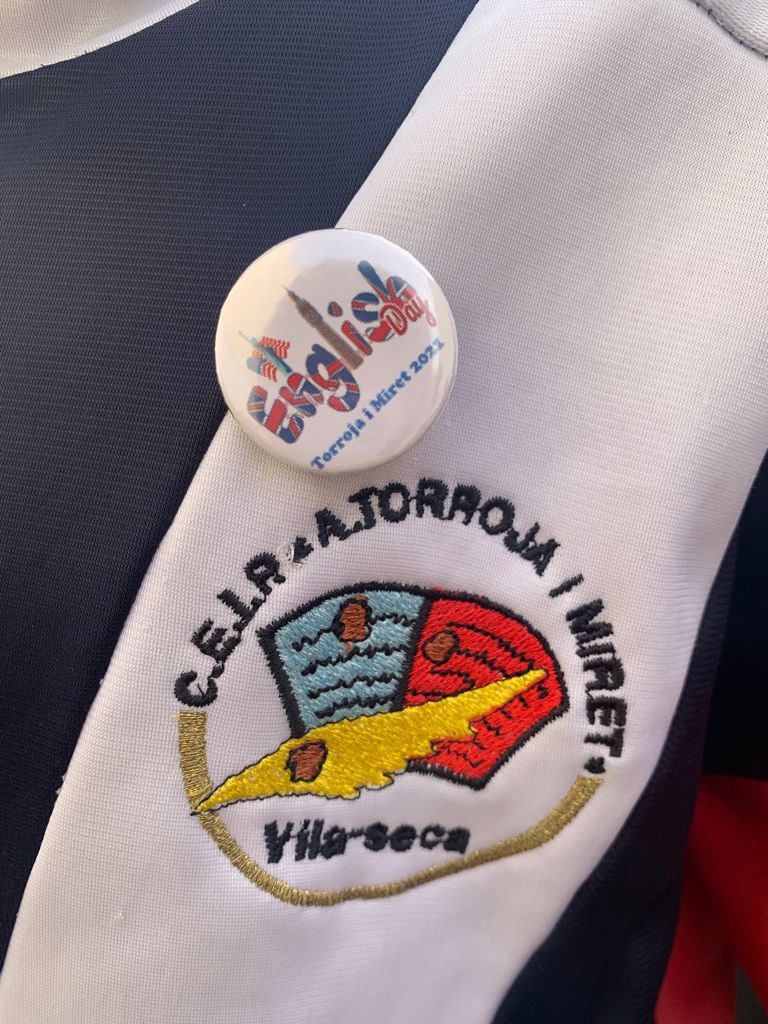 English
Day
Torroja i Miret 2022
C.E.I.P. A.TORROJA I MIRET.
Vila-seca